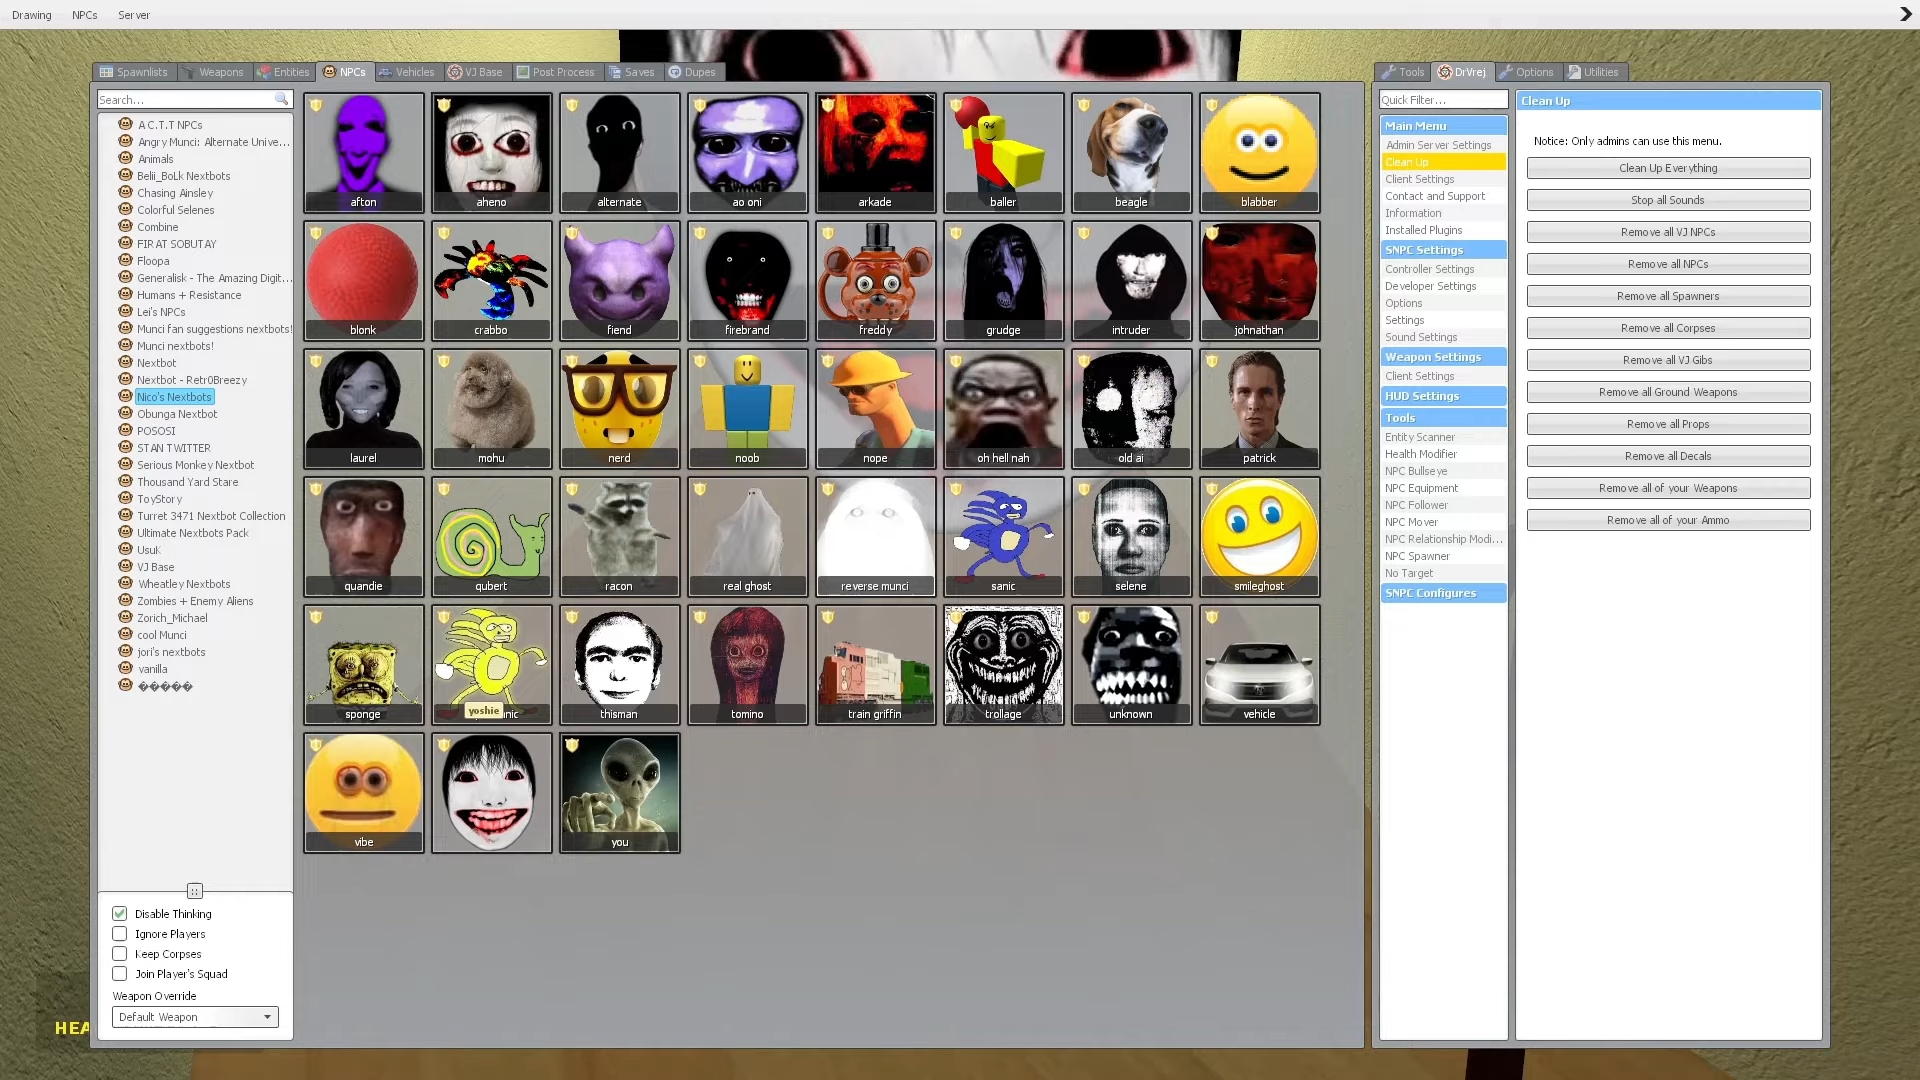 Drawing NPCs Server
Spawnlists Weapons Entities NPCs Vehicles VJ Base Post Process Saves Dupes
Search...
A.C.T.T NPCs
Angry Munci: Alternate Unive...
Animals
Belii_BoLk Nextbots
Chasing Ainsley
Colorful Selenes
Combine
FIRAT SOBUTAY
Floopa
Generalisk - The Amazing Digit...
Humans + Resistance
Lei's NPCs
Munci fan suggestions nextbots!
Munci nextbots!
Nextbot
Nextbot - Retr0Breezy
Nico's Nextbots
Obunga Nextbot
POSOSI
STAN TWITTER
Serious Monkey Nextbot
Thousand Yard Stare
ToyStory
Turret 3471 Nextbot Collection
Ultimate Nextbots Pack
UsuK
VJ Base
Wheatley Nextbots
Zombies + Enemy Aliens
Zorich_Michael
cool Munci
jori's nextbots
vanilla
�����
Disable Thinking
Ignore Players
Keep Corpses
Join Player's Squad
Weapon Override
Default Weapon
HEA
afton aheno alternate ao oni arkade baller beagle blabber
blonk crabbo fiend firebrand freddy grudge intruder johnathan
laurel mohu nerd noob nope oh hell nah old ai patrick
quandie qubert racon real ghost reverse munci sanic selene smileghost
sponge yoshie nic thisman tomino train griffin trollage unknown vehicle
vibe you
Tools DrVrej Options Utilities
Quick Filter...
Main Menu
Admin Server Settings
Clean Up
Client Settings
Contact and Support
Information
Installed Plugins
SNPC Settings
Controller Settings
Developer Settings
Options
Settings
Sound Settings
Weapon Settings
Client Settings
HUD Settings
Tools
Entity Scanner
Health Modifier
NPC Bullseye
NPC Equipment
NPC Follower
NPC Mover
NPC Relationship Modi...
NPC Spawner
No Target
SNPC Configures
Clean Up
Notice: Only admins can use this menu.
Clean Up Everything
Stop all Sounds
Remove all VJ NPCs
Remove all NPCs
Remove all Spawners
Remove all Corpses
Remove all VJ Gibs
Remove all Ground Weapons
Remove all Props
Remove all Decals
Remove all of your Weapons
Remove all of your Ammo